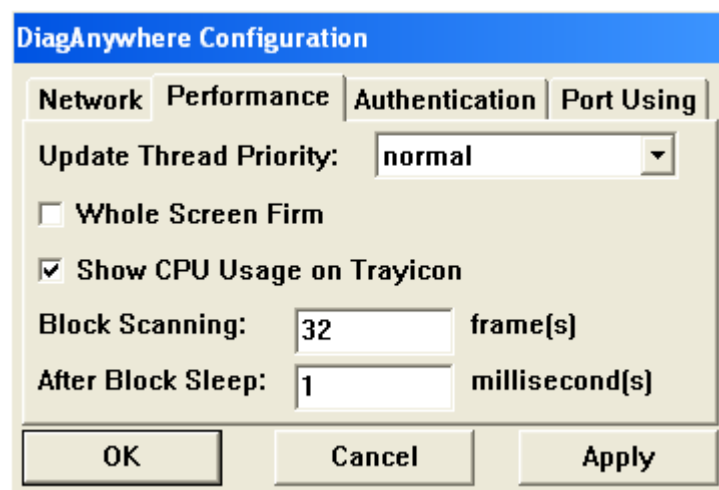 DiagAnywhere Configuration
Network Performance Authentication Port Using
Update Thread Priority: normal
Whole Screen Firm
Show CPU Usage on Trayicon
Block Scanning: 32 frame(s)
After Block Sleep: 1 millisecond(s)
OK Cancel Apply